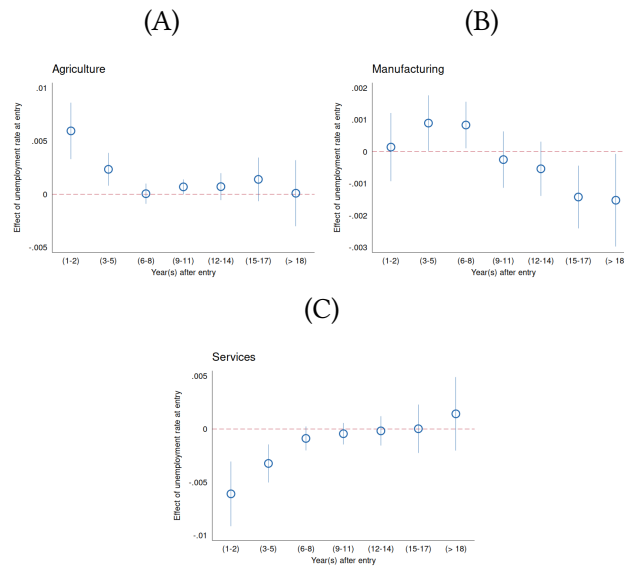 (A)
Agriculture
Effect of unemployment rate at entry
.01
.005
0
-.005
(1-2) (3-5) (6-8) (9-11) (12-14) (15-17) (> 18)
Year(s) after entry
(B)
Manufacturing
Effect of unemployment rate at entry
.002
.001
0
-.001
-.002
-.003
(1-2) (3-5) (6-8) (9-11) (12-14) (15-17) (> 18
Year(s) after entry
(C)
Services
Effect of unemployment rate at entry
.005
0
-.005
-.01
(1-2) (3-5) (6-8) (9-11) (12-14) (15-17) (> 18)
Year(s) after entry